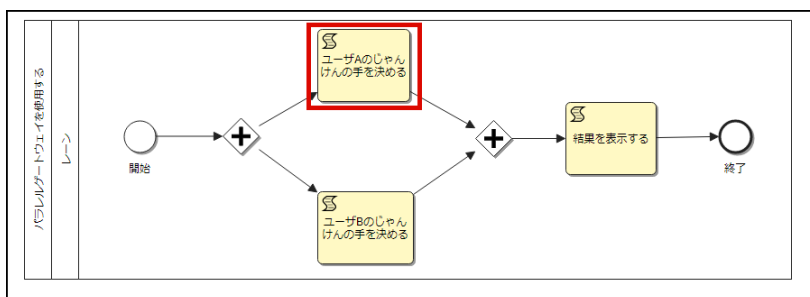 パラレルゲートウェイを使用する
レーン
開始
ユーザAのじゃん
けんの手を決める
ユーザBのじゃん
けんの手を決める
結果を表示する
終了